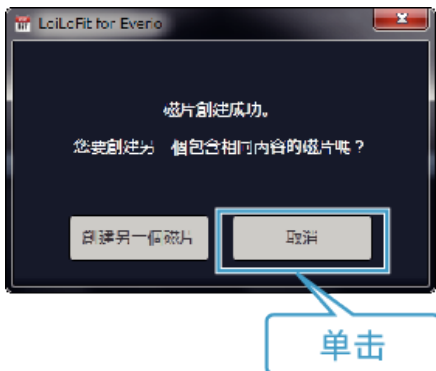 LoiLoFit for Everio
磁片創建成功。
您要創建另一個包含相同內容的磁片嗎？
創建另一個磁片
取消
单击